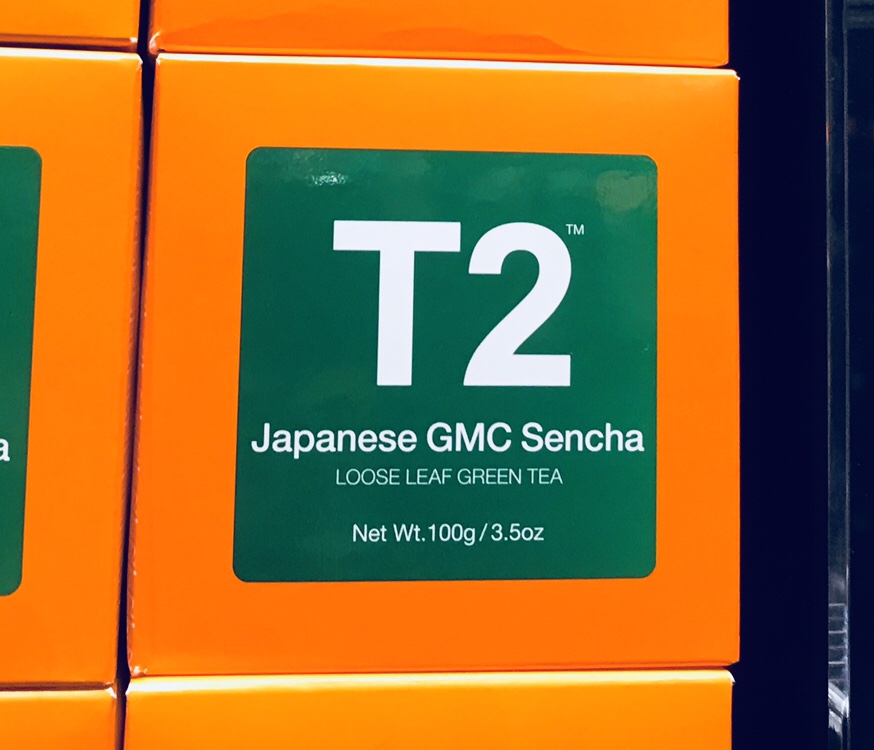 T2™
Japanese GMC Sencha
LOOSE LEAF GREEN TEA
Net Wt.100g/3.5oz
a